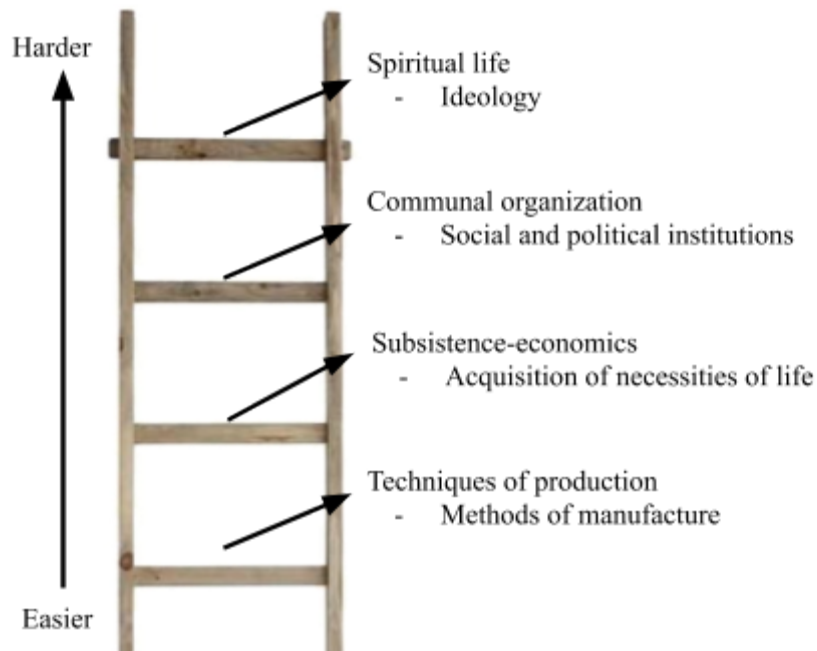 Harder
Spiritual life
- Ideology
Communal organization
- Social and political institutions
Subsistence-economics
- Acquisition of necessities of life
Techniques of production
- Methods of manufacture
Easier